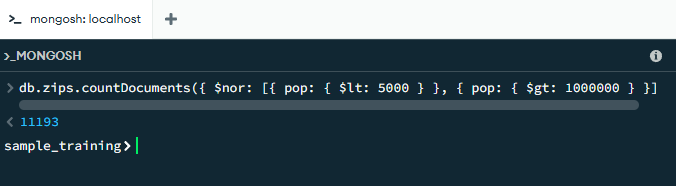 mongosh: localhost
>_MONGOSH
> db.zips.countDocuments({ $nor: [{ pop: { $lt: 5000 } }, { pop: { $gt: 1000000 } }]
< 11193
sample_training>